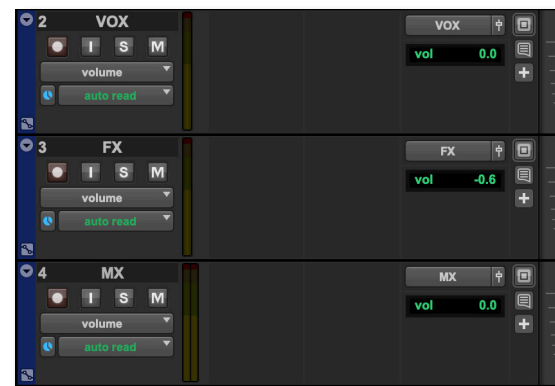 2 VOX
VOX
I S M
vol 0.0
volume
auto read
3 FX
FX
I S M
vol -0.6
volume
auto read
4 MX
MX
I S M
vol 0.0
volume
auto read